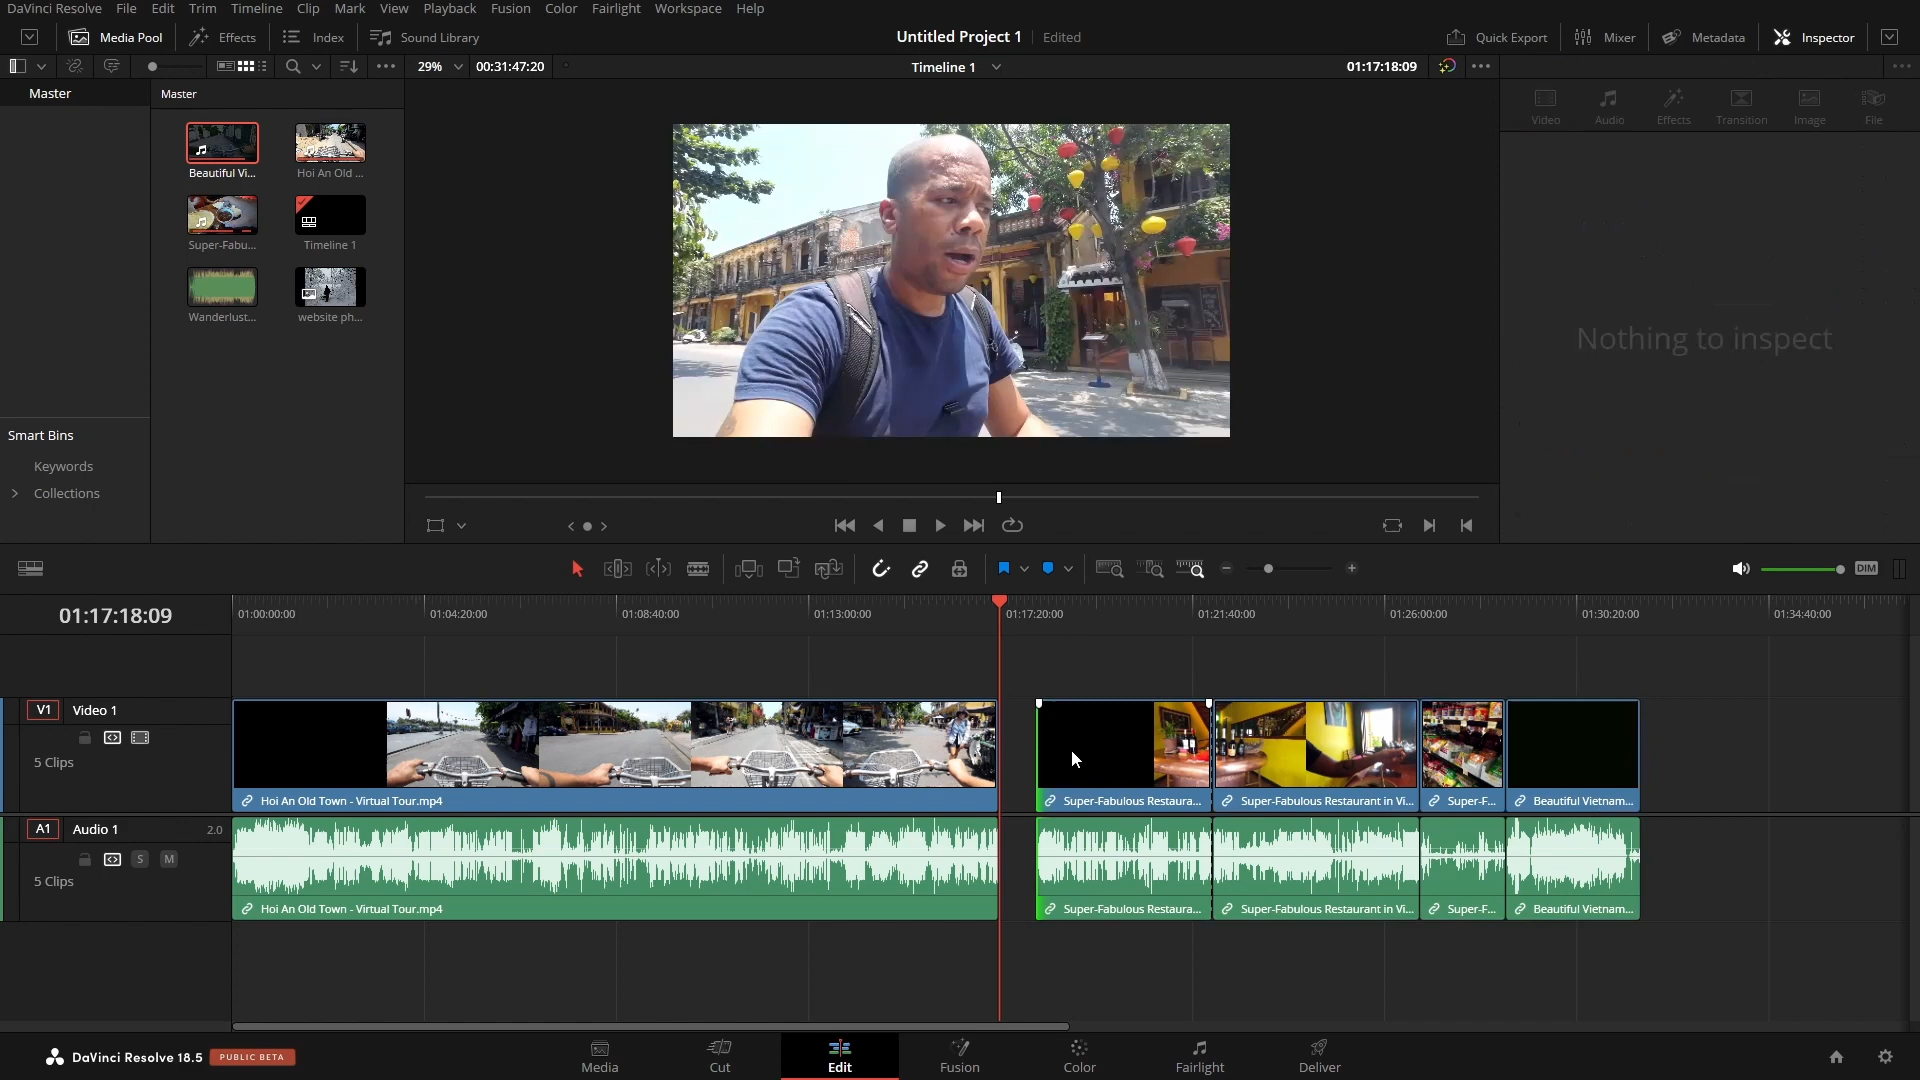 DaVinci Resolve File Edit Trim Timeline Clip Mark View Playback Fusion Color Fairlight Workspace Help
Media Pool Effects Index Sound Library Untitled Project 1 Edited Quick Export Mixer Metadata Inspector
29% 00:31:47:20 Timeline 1 01:17:18:09
Master Master
Video Audio Effects Transition Image File
Beautiful Vi... Hoi An Old ...
Super-Fabu... Timeline 1
Wanderlust... website ph...
Nothing to inspect
Smart Bins
Keywords
Collections
DIM
01:17:18:09 01:00:00:00 01:04:20:00 01:08:40:00 01:13:00:00 01:17:20:00 01:21:40:00 01:26:00:00 01:30:20:00 01:34:40:00
V1 Video 1
5 Clips
Hoi An Old Town - Virtual Tour.mp4 Super-Fabulous Restaura... Super-Fabulous Restaurant in Vi... Super-F... Beautiful Vietnam...
A1 Audio 1 2.0
S M
5 Clips
Hoi An Old Town - Virtual Tour.mp4 Super-Fabulous Restaura... Super-Fabulous Restaurant in Vi... Super-F... Beautiful Vietnam...
DaVinci Resolve 18.5 PUBLIC BETA Media Cut Edit Fusion Color Fairlight Deliver